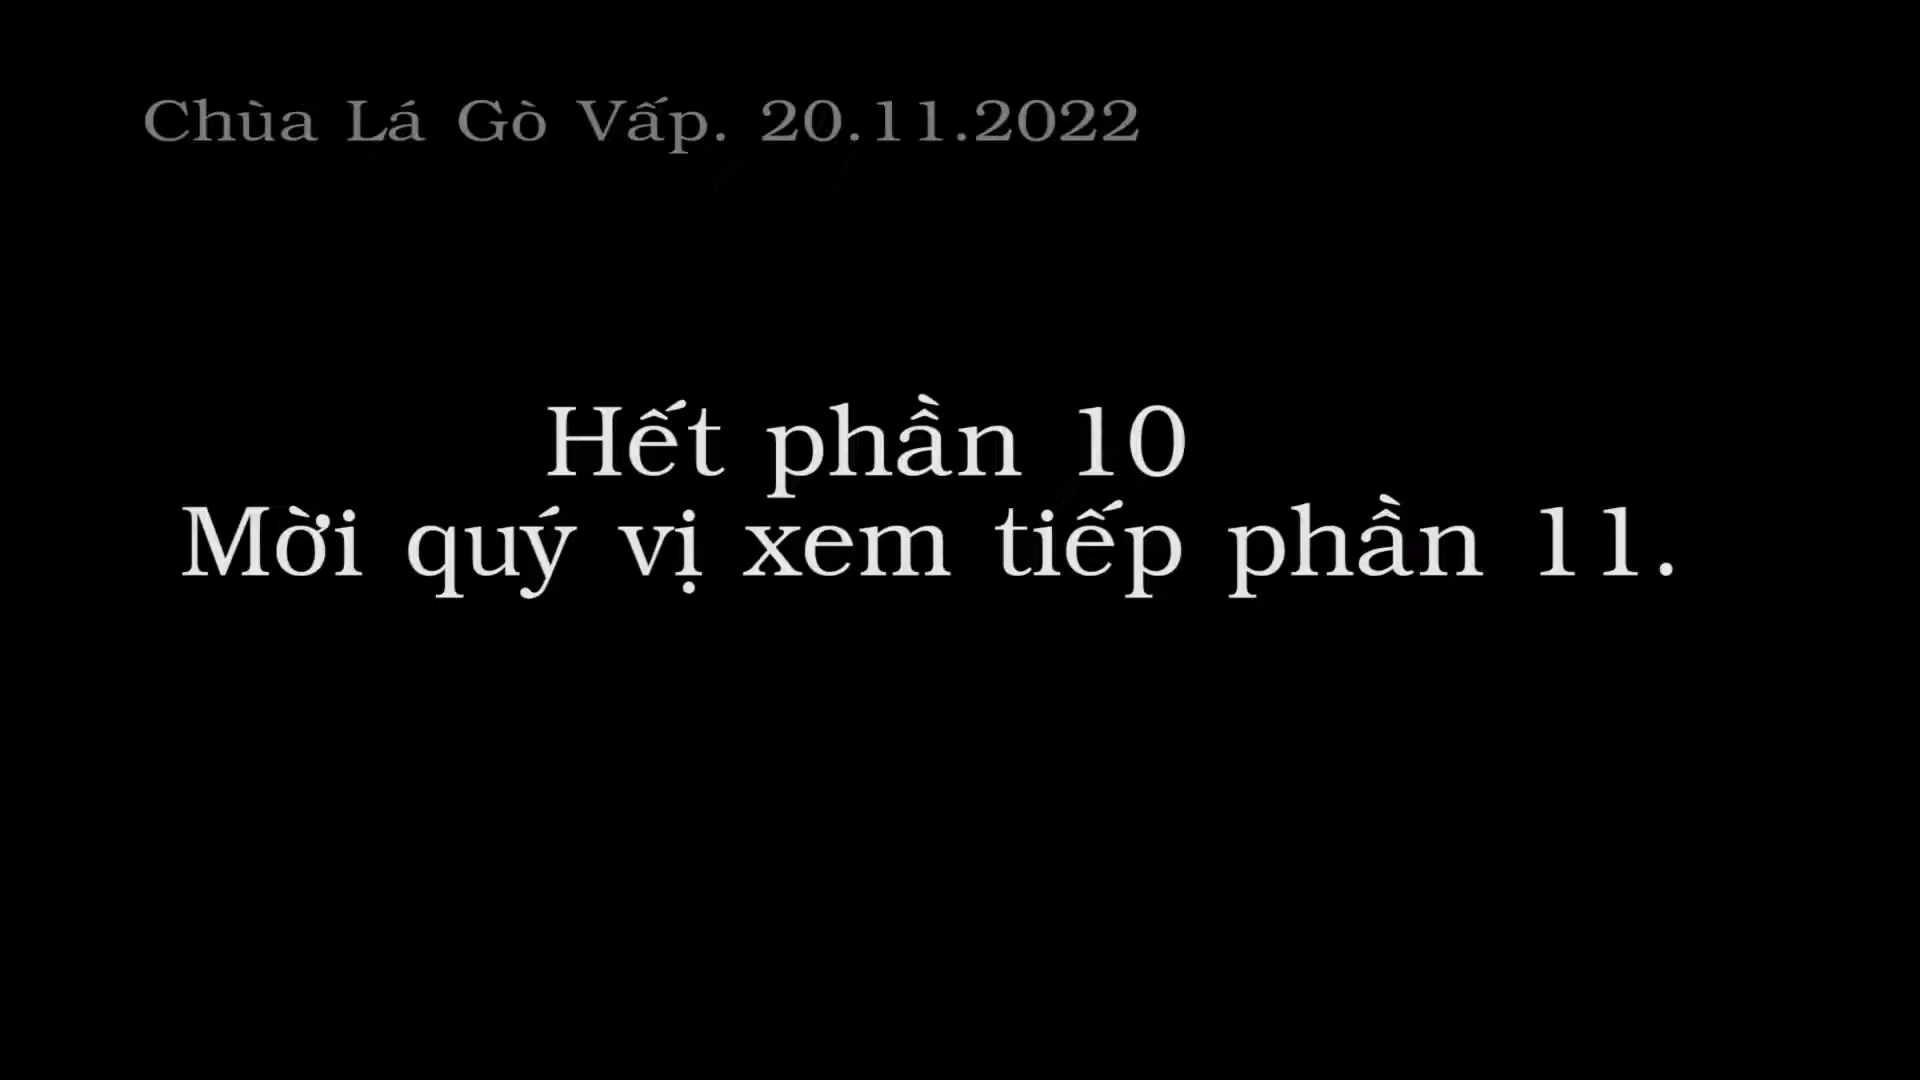 Chùa Lá Gò Vấp. 20.11.2022
Hết phần 10
Mời quý vị xem tiếp phần 11.